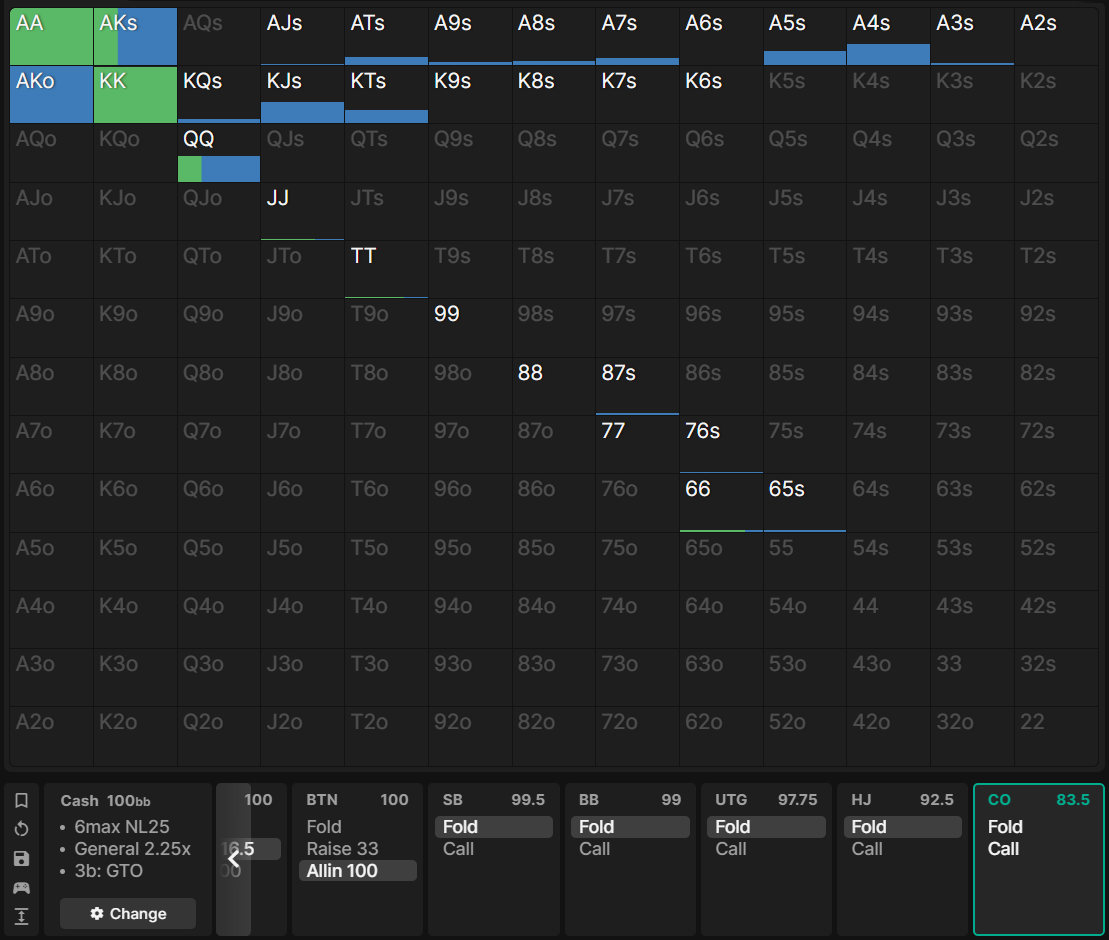 AA AKs AQs AJs ATs A9s A8s A7s A6s A5s A4s A3s A2s
AKo KK KQs KJs KTs K9s K8s K7s K6s K5s K4s K3s K2s
AQo KQo QQ QJs QTs Q9s Q8s Q7s Q6s Q5s Q4s Q3s Q2s
AJo KJo QJo JJ JTs J9s J8s J7s J6s J5s J4s J3s J2s
ATo KTo QTo JTo TT T9s T8s T7s T6s T5s T4s T3s T2s
A9o K9o Q9o J9o T9o 99 98s 97s 96s 95s 94s 93s 92s
A8o K8o Q8o J8o T8o 98o 88 87s 86s 85s 84s 83s 82s
A7o K7o Q7o J7o T7o 97o 87o 77 76s 75s 74s 73s 72s
A6o K6o Q6o J6o T6o 96o 86o 76o 66 65s 64s 63s 62s
A5o K5o Q5o J5o T5o 95o 85o 75o 65o 55 54s 53s 52s
A4o K4o Q4o J4o T4o 94o 84o 74o 64o 54o 44 43s 42s
A3o K3o Q3o J3o T3o 93o 83o 73o 63o 53o 43o 33 32s
A2o K2o Q2o J2o T2o 92o 82o 72o 62o 52o 42o 32o 22
Cash 100bb
• 6max NL25
• General 2.25x
• 3b: GTO
Change
100
16.5
00
BTN 100
Fold
Raise 33
Allin 100
SB 99.5
Fold
Call
BB 99
Fold
Call
UTG 97.75
Fold
Call
HJ 92.5
Fold
Call
CO 83.5
Fold
Call